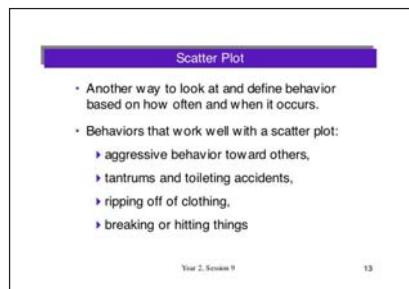 Scatter Plot
• Another way to look at and define behavior
based on how often and when it occurs.
• Behaviors that work well with a scatter plot:
aggressive behavior toward others,
tantrums and toileting accidents,
ripping off of clothing,
breaking or hitting things
Year 2, Session 9
13